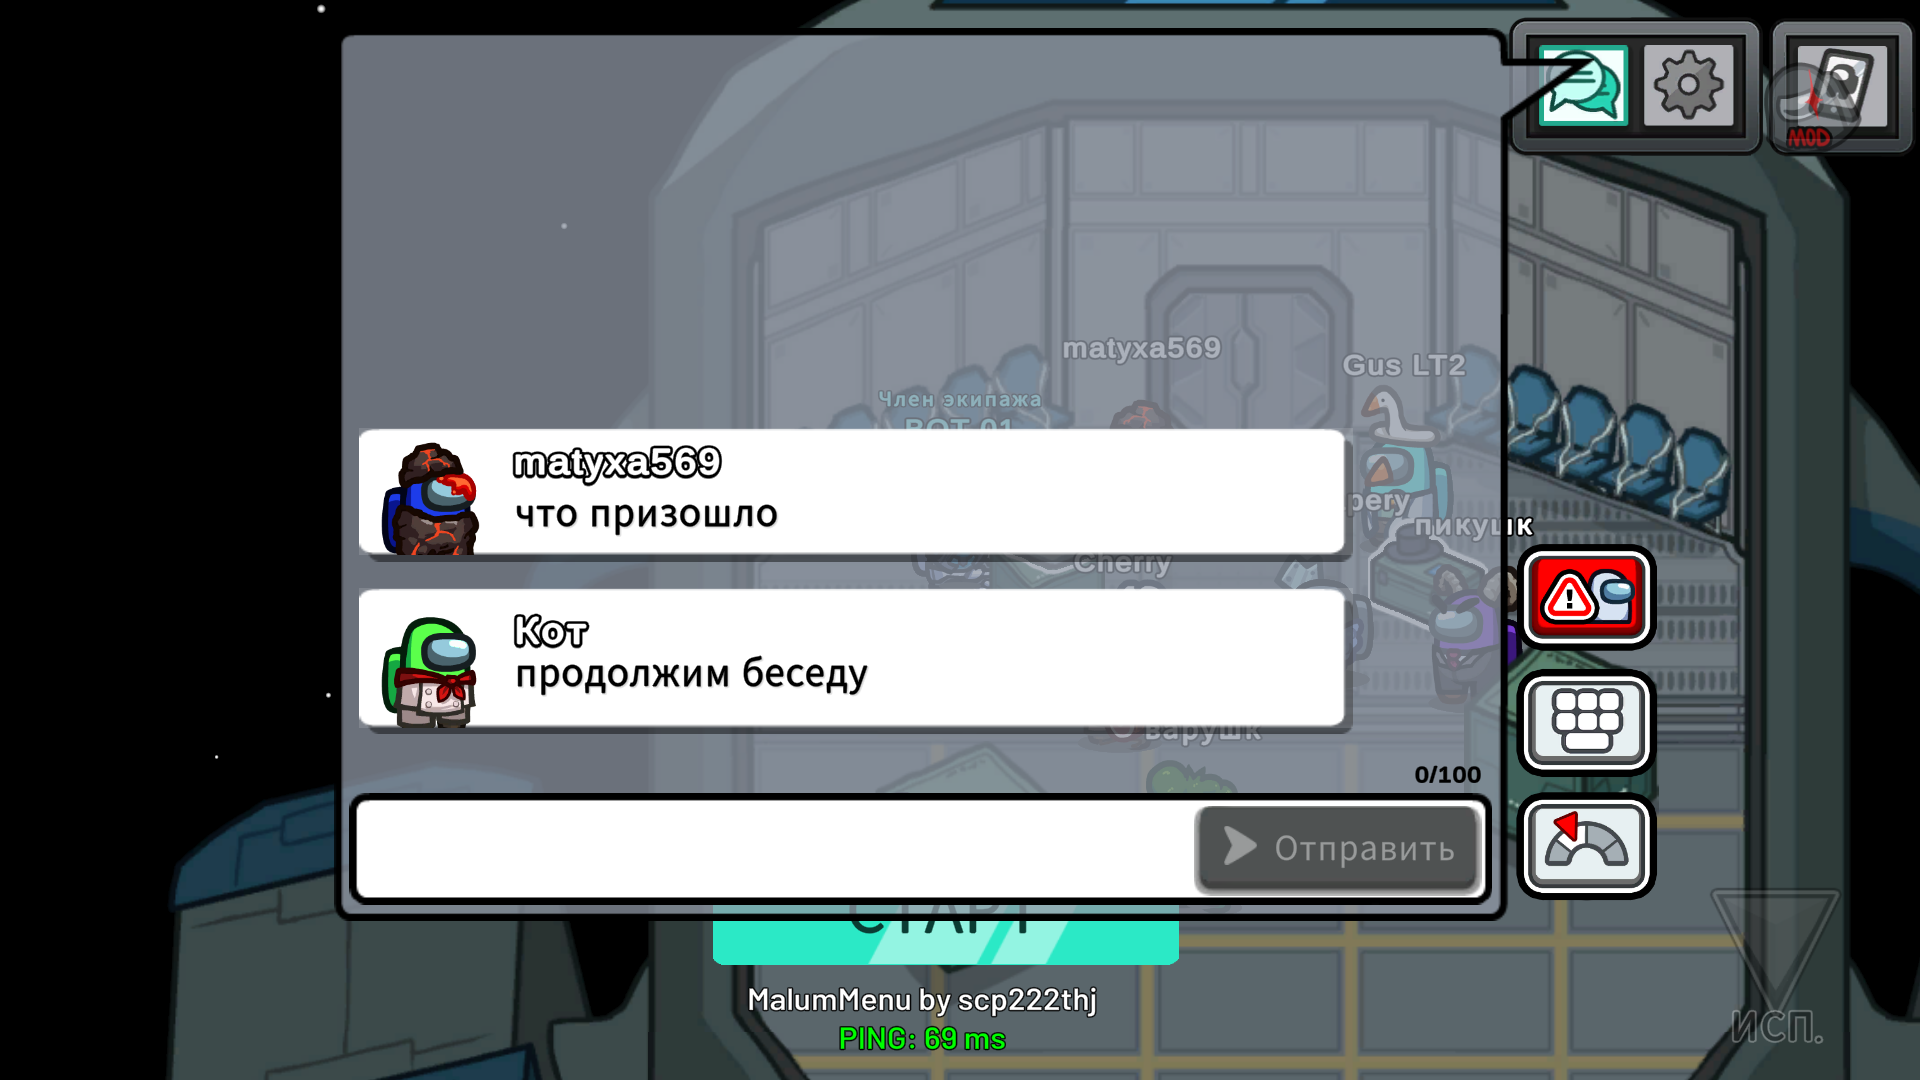 MOD
matyxa569
Gus LT2
Член экипажа
BOT 01
matyxa569
что призошло
pery
пикушк
Cherry
Кот
продолжим беседу
варушк
0/100
Отправить
СТАРТ
MalumMenu by scp222thj
PING: 69 ms
ИСП.